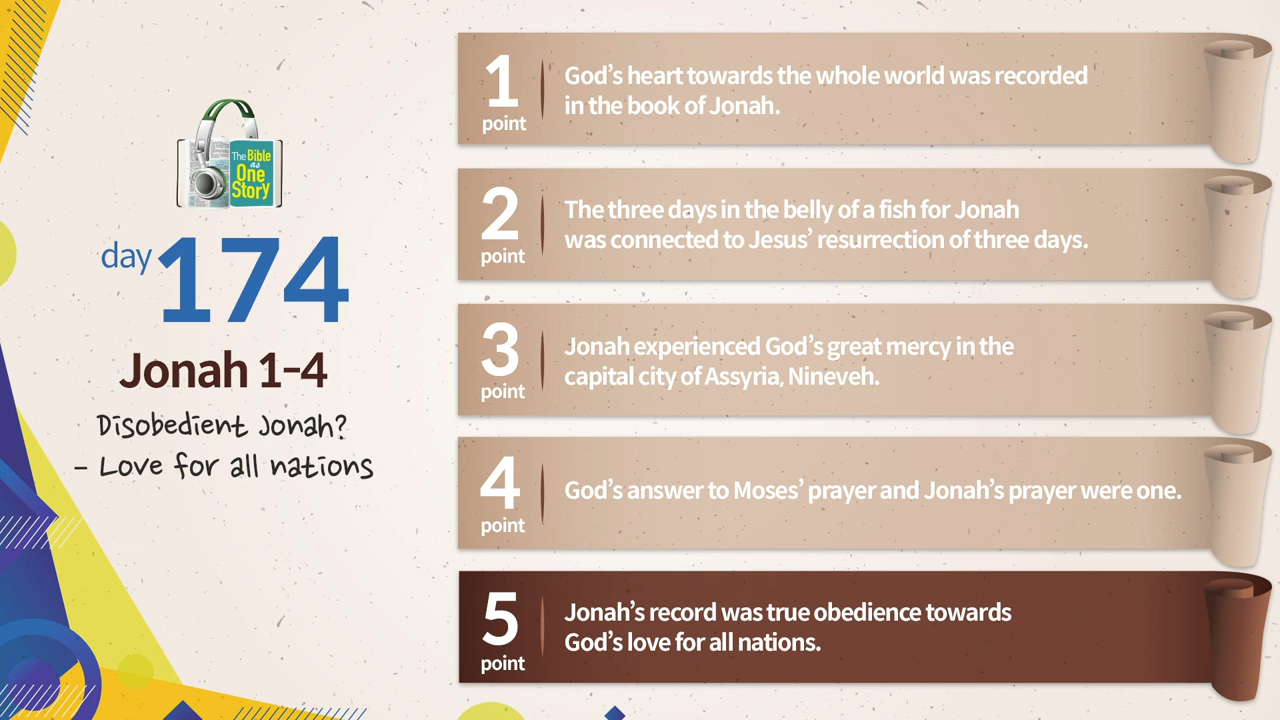 The Bible
as
One
Story
day 174
Jonah 1-4
Disobedient Jonah?
- Love for all nations
1
point
God's heart towards the whole world was recorded
in the book of Jonah.
2
point
The three days in the belly of a fish for Jonah
was connected to Jesus' resurrection of three days.
3
point
Jonah experienced God's great mercy in the
capital city of Assyria, Nineveh.
4
point
God's answer to Moses' prayer and Jonah's prayer were one.
5
point
Jonah's record was true obedience towards
God's love for all nations.